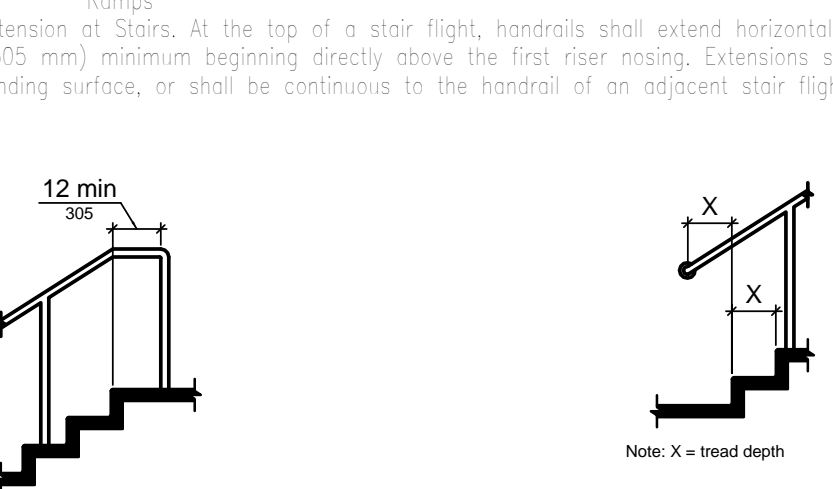 Ramps
tension at Stairs. At the top of a stair flight, handrails shall extend horizontal
mm) minimum beginning directly above the first riser nosing. Extensions s
nding surface, or shall be continuous to the handrail of an adjacent stair fligh
12 min
305
X
X
Note: X = tread depth